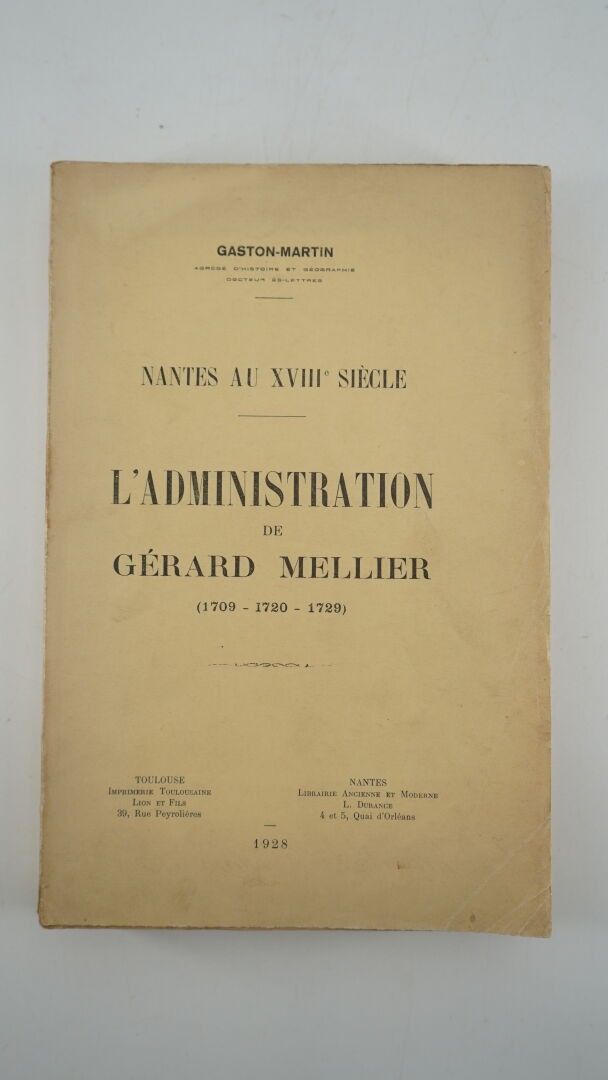 GASTON-MARTIN
AGRÉGÉ D'HISTOIRE ET GÉOGRAPHIE
DOCTEUR ÈS-LETTRES
NANTES AU XVIIIᵉ SIÈCLE
L'ADMINISTRATION
DE
GÉRARD MELLIER
(1709 - 1720 - 1729)
TOULOUSE
IMPRIMERIE TOULOUSAINE
LION ET FILS
39, Rue Peyrolières
NANTES
LIBRAIRIE ANCIENNE ET MODERNE
L. DURANCE
4 et 5, Quai d'Orléans
1928